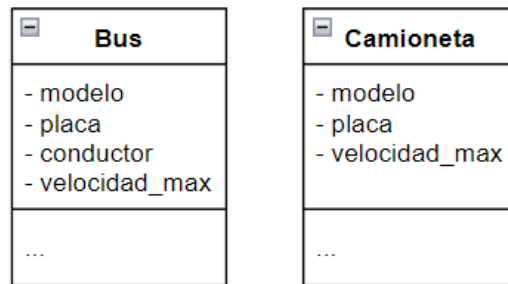 Bus
- modelo
- placa
- conductor
- velocidad_max
...
Camioneta
- modelo
- placa
- velocidad_max
...